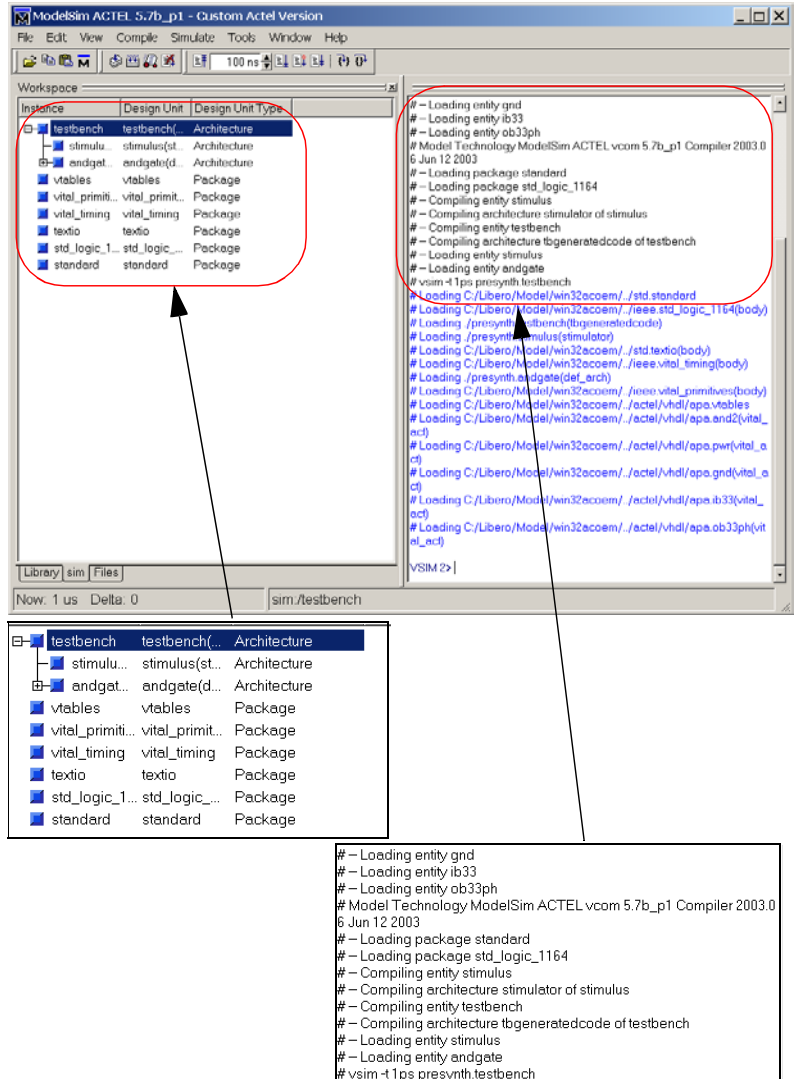 ModelSim ACTEL 5.7b_p1 - Custom Actel Version
File Edit View Compile Simulate Tools Window Help
100 ns
Workspace
Instance Design Unit Design Unit Type
testbench testbench(... Architecture
stimulu... stimulus(st... Architecture
andgat... andgate(d... Architecture
vtables vtables Package
vital_primiti... vital_primit... Package
vital_timing vital_timing Package
textio textio Package
std_logic_1... std_logic_... Package
standard standard Package
Library sim Files
# -- Loading entity gnd
# -- Loading entity ib33
# -- Loading entity ob33ph
# Model Technology ModelSim ACTEL vcom 5.7b_p1 Compiler 2003.0
6 Jun 12 2003
# -- Loading package standard
# -- Loading package std_logic_1164
# -- Compiling entity stimulus
# -- Compiling architecture stimulator of stimulus
# -- Compiling entity testbench
# -- Compiling architecture tbgeneratedcode of testbench
# -- Loading entity stimulus
# -- Loading entity andgate
# vsim -t 1ps presynth.testbench
# Loading C:/Libero/Model/win32acoem/../std.standard
# Loading C:/Libero/Model/win32acoem/../ieee.std_logic_1164(body)
# Loading ./presynth.testbench(tbgeneratedcode)
# Loading ./presynth.stimulus(stimulator)
# Loading C:/Libero/Model/win32acoem/../std.textio(body)
# Loading C:/Libero/Model/win32acoem/../ieee.vital_timing(body)
# Loading ./presynth.andgate(def_arch)
# Loading C:/Libero/Model/win32acoem/../ieee.vital_primitives(body)
# Loading C:/Libero/Model/win32acoem/../actel/vhdl/apa.vtables
# Loading C:/Libero/Model/win32acoem/../actel/vhdl/apa.and2(vital_
act)
# Loading C:/Libero/Model/win32acoem/../actel/vhdl/apa.pwr(vital_a
ct)
# Loading C:/Libero/Model/win32acoem/../actel/vhdl/apa.gnd(vital_a
ct)
# Loading C:/Libero/Model/win32acoem/../actel/vhdl/apa.ib33(vital_
act)
# Loading C:/Libero/Model/win32acoem/../actel/vhdl/apa.ob33ph(vit
al_act)
VSIM 2>
Now: 1 us Delta: 0 sim:/testbench
testbench testbench(... Architecture
stimulu... stimulus(st... Architecture
andgat... andgate(d... Architecture
vtables vtables Package
vital_primiti... vital_primit... Package
vital_timing vital_timing Package
textio textio Package
std_logic_1... std_logic_... Package
standard standard Package
# -- Loading entity gnd
# -- Loading entity ib33
# -- Loading entity ob33ph
# Model Technology ModelSim ACTEL vcom 5.7b_p1 Compiler 2003.0
6 Jun 12 2003
# -- Loading package standard
# -- Loading package std_logic_1164
# -- Compiling entity stimulus
# -- Compiling architecture stimulator of stimulus
# -- Compiling entity testbench
# -- Compiling architecture tbgeneratedcode of testbench
# -- Loading entity stimulus
# -- Loading entity andgate
# vsim -t 1ps presynth.testbench